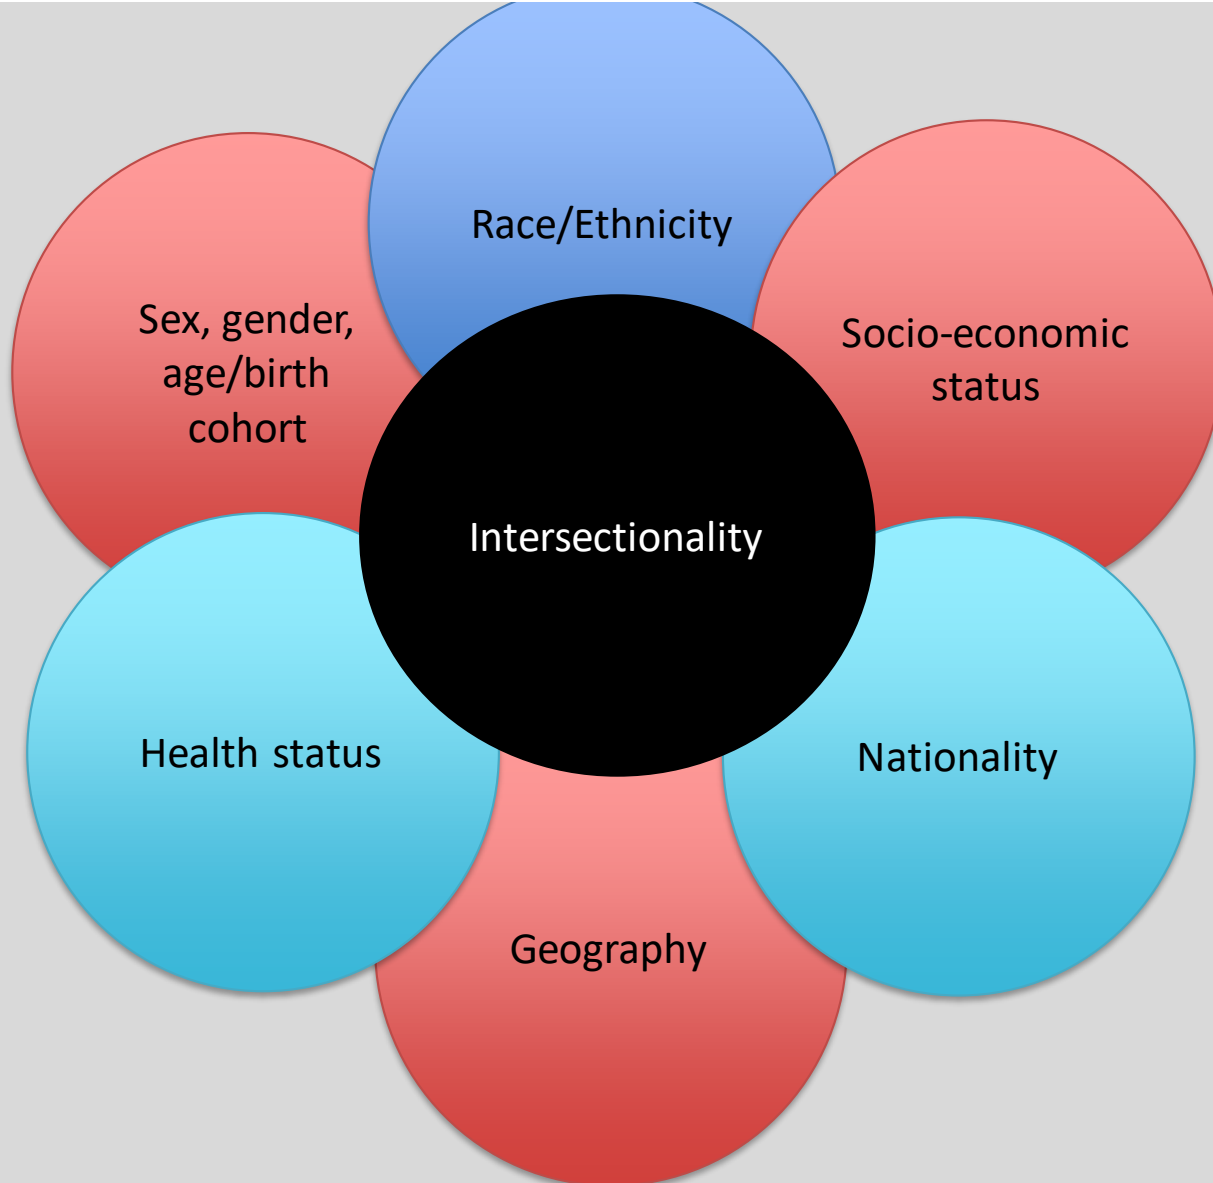 Race/Ethnicity
Sex, gender,
age/birth
cohort
Socio-economic
status
Intersectionality
Health status
Nationality
Geography